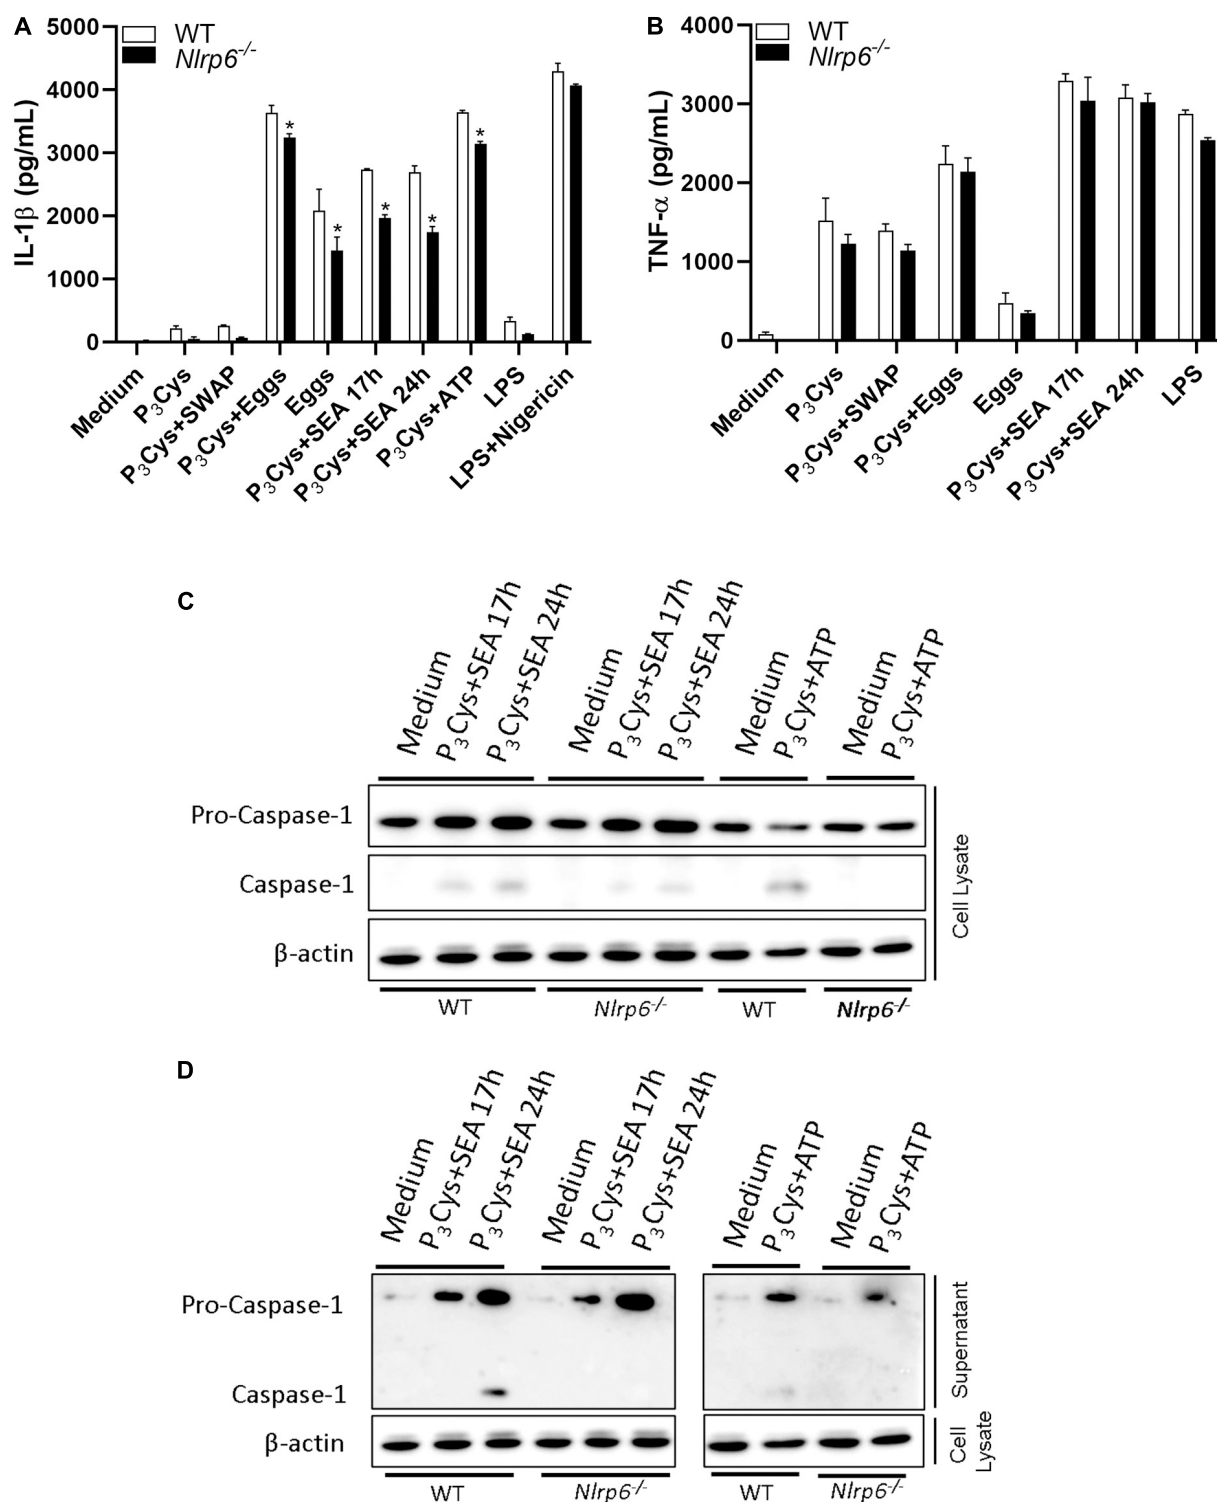 A
5000
4000
3000
2000
1000
0
IL-1β (pg/mL)
WT
Nlrp6-/-
*
*
*
*
*
Medium
P3Cys
P3Cys+SWAP
P3Cys+Eggs
Eggs
P3Cys+SEA 17h
P3Cys+SEA 24h
P3Cys+ATP
LPS
LPS+Nigericin
B
4000
3000
2000
1000
0
TNF-α (pg/mL)
WT
Nlrp6-/-
Medium
P3Cys
P3Cys+SWAP
P3Cys+Eggs
Eggs
P3Cys+SEA 17h
P3Cys+SEA 24h
LPS
C
Medium
P3Cys+SEA 17h
P3Cys+SEA 24h
Medium
P3Cys+SEA 17h
P3Cys+SEA 24h
Medium
P3Cys+ATP
Medium
P3Cys+ATP
Pro-Caspase-1
Caspase-1
β-actin
Cell Lysate
WT
Nlrp6-/-
WT
Nlrp6-/-
D
Medium
P3Cys+SEA 17h
P3Cys+SEA 24h
Medium
P3Cys+SEA 17h
P3Cys+SEA 24h
Medium
P3Cys+ATP
Medium
P3Cys+ATP
Pro-Caspase-1
Caspase-1
β-actin
Supernatant
Cell
Lysate
WT
Nlrp6-/-
WT
Nlrp6-/-